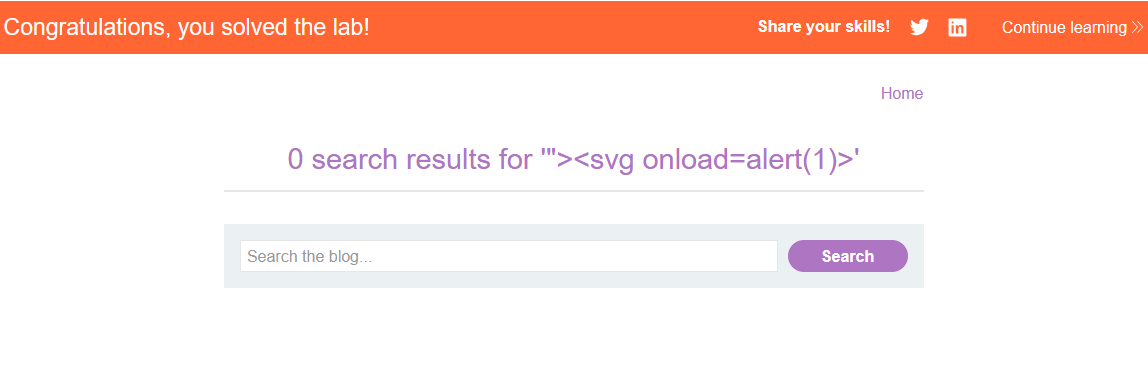 Congratulations, you solved the lab!
Share your skills!
Continue learning
Home
0 search results for '"><svg onload=alert(1)>'
Search the blog...
Search